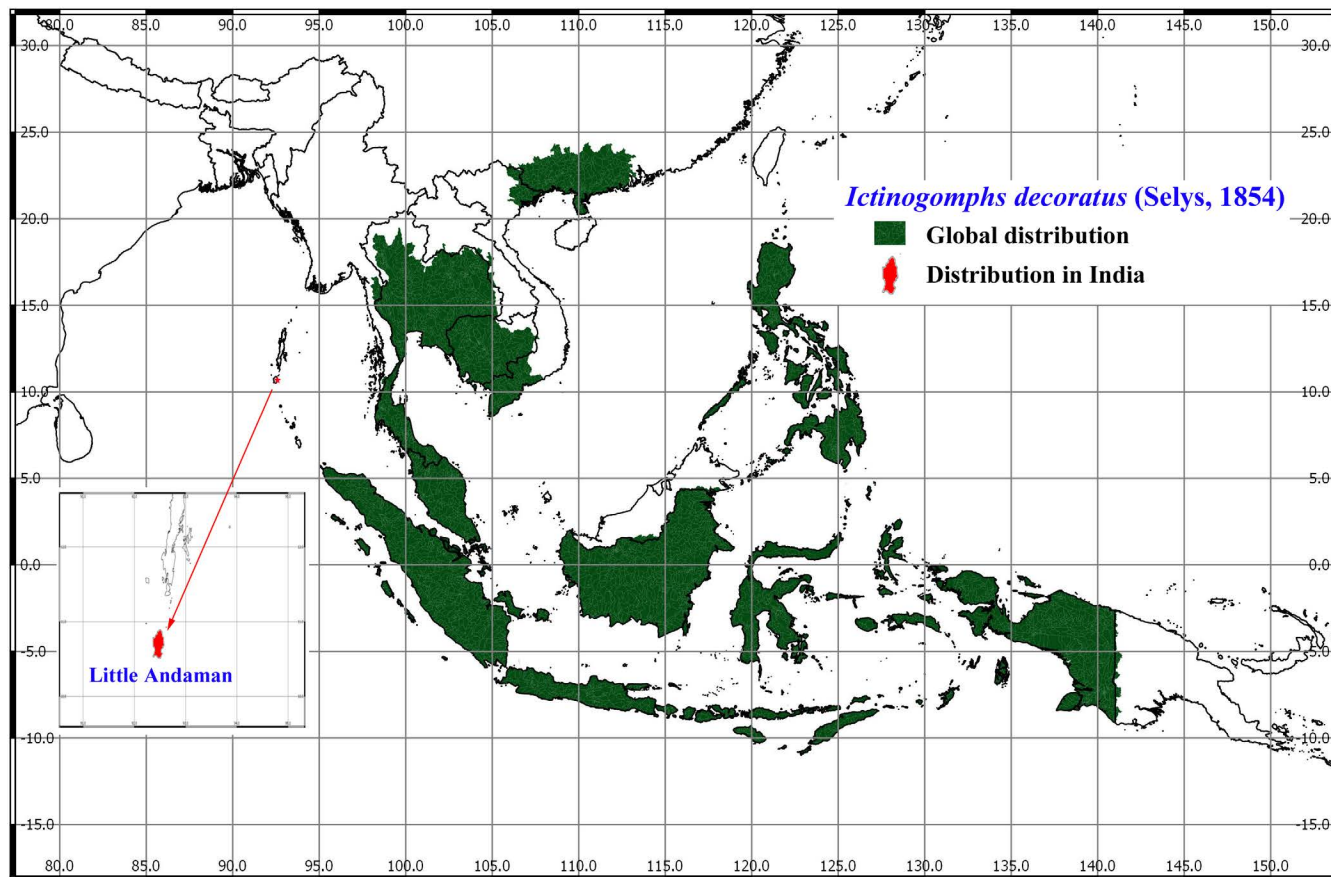 80.0 85.0 90.0 95.0 100.0 105.0 110.0 115.0 120.0 125.0 130.0 135.0 140.0 145.0 150.0
30.0 30.0
25.0 25.0
Ictinogomphs decoratus (Selys, 1854)
20.0 20.0
Global distribution
Distribution in India
15.0 15.0
10.0 10.0
5.0 5.0
0.0 0.0
-5.0 -5.0
Little Andaman
-10.0 -10.0
-15.0 -15.0
80.0 85.0 90.0 95.0 100.0 105.0 110.0 115.0 120.0 125.0 130.0 135.0 140.0 145.0 150.0